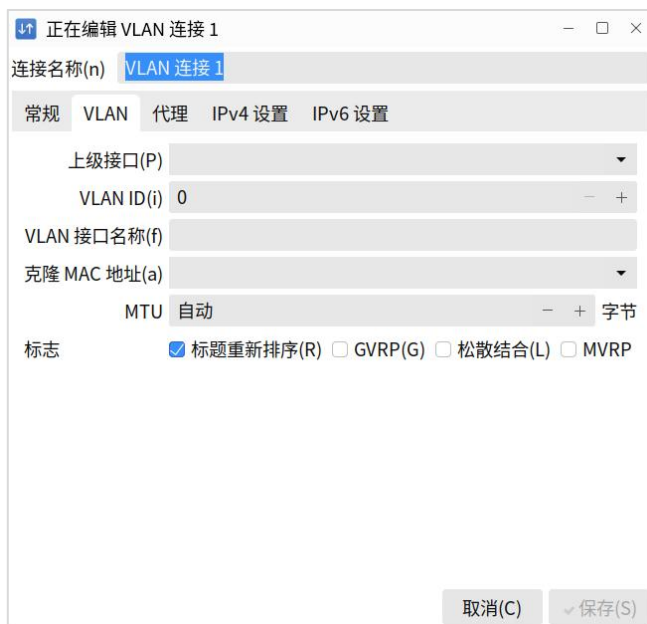 正在编辑 VLAN 连接 1
连接名称(n) VLAN 连接 1
常规 VLAN 代理 IPv4 设置 IPv6 设置
上级接口(P)
VLAN ID(i) 0
VLAN 接口名称(f)
克隆 MAC 地址(a)
MTU 自动 字节
标志 标题重新排序(R) GVRP(G) 松散结合(L) MVRP
取消(C) 保存(S)